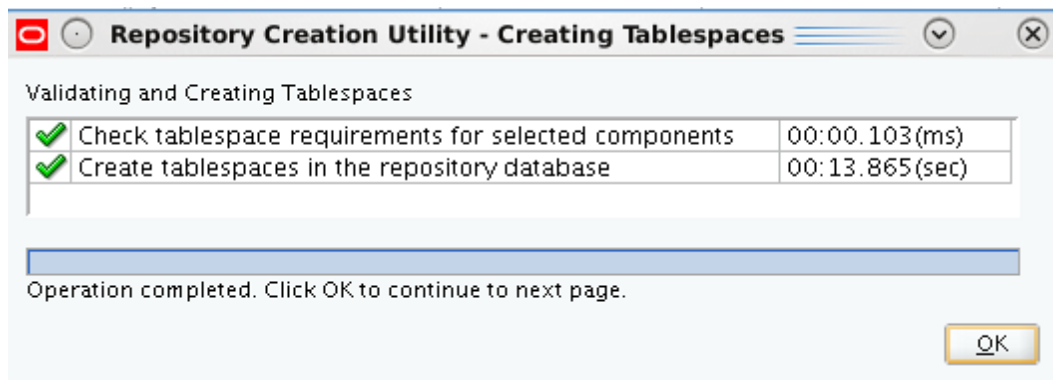 Repository Creation Utility - Creating Tablespaces
Validating and Creating Tablespaces
Check tablespace requirements for selected components 00:00.103(ms)
Create tablespaces in the repository database 00:13.865(sec)
Operation completed. Click OK to continue to next page.
OK